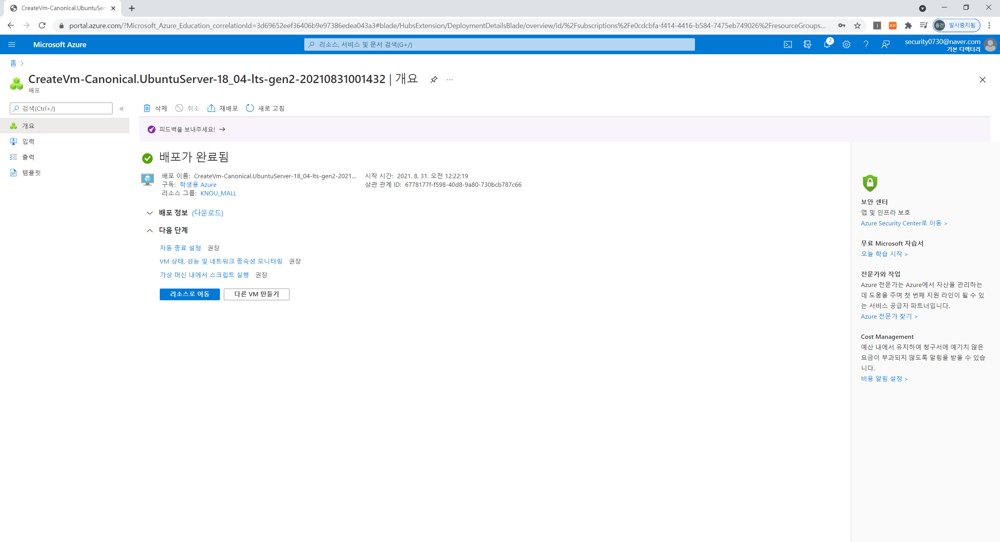 CreateVm-Canonical.UbuntuSer
portal.azure.com/?Microsoft_Azure_Education_correlationId=3d69652eef36406b9e97386edea043a3#blade/HubsExtension/DeploymentDetailsBlade/overview/id/%2Fsubscriptions%2Fe0cdcbfa-f414-4416-b584-7475eb749026%2FresourceGroups...
EX
충건
일시중지됨
Microsoft Azure
리소스, 서비스 및 문서 검색(G+/)
2
security0730@naver.com
기본 디렉터리
홈
CreateVm-Canonical.UbuntuServer-18_04-lts-gen2-20210831001432 | 개요
배포
검색(Ctrl+/)
«
삭제
취소
재배포
새로 고침
개요
입력
출력
템플릿
피드백을 보내주세요! →
배포가 완료됨
배포 이름: CreateVm-Canonical.UbuntuServer-18_04-lts-gen2-2021...
구독: 학생용 Azure
리소스 그룹: KNOU_MALL
시작 시간: 2021. 8. 31. 오전 12:22:19
상관 관계 ID: 6778177f-f598-40d8-9a80-730bcb787c66
배포 정보 (다운로드)
다음 단계
자동 종료 설정 권장
VM 상태, 성능 및 네트워크 종속성 모니터링 권장
가상 머신 내에서 스크립트 실행 권장
리소스로 이동
다른 VM 만들기
보안 센터
앱 및 인프라 보호
Azure Security Center로 이동 >
무료 Microsoft 자습서
오늘 학습 시작 >
전문가와 작업
Azure 전문가는 Azure에서 자산을 관리하는
데 도움을 주며 첫 번째 지원 라인이 될 수 있
는 서비스 공급자 파트너입니다.
Azure 전문가 찾기 >
Cost Management
예산 내에서 유지하여 청구서에 예기치 않은
요금이 부과되지 않도록 알림을 받을 수 있습
니다.
비용 알림 설정 >